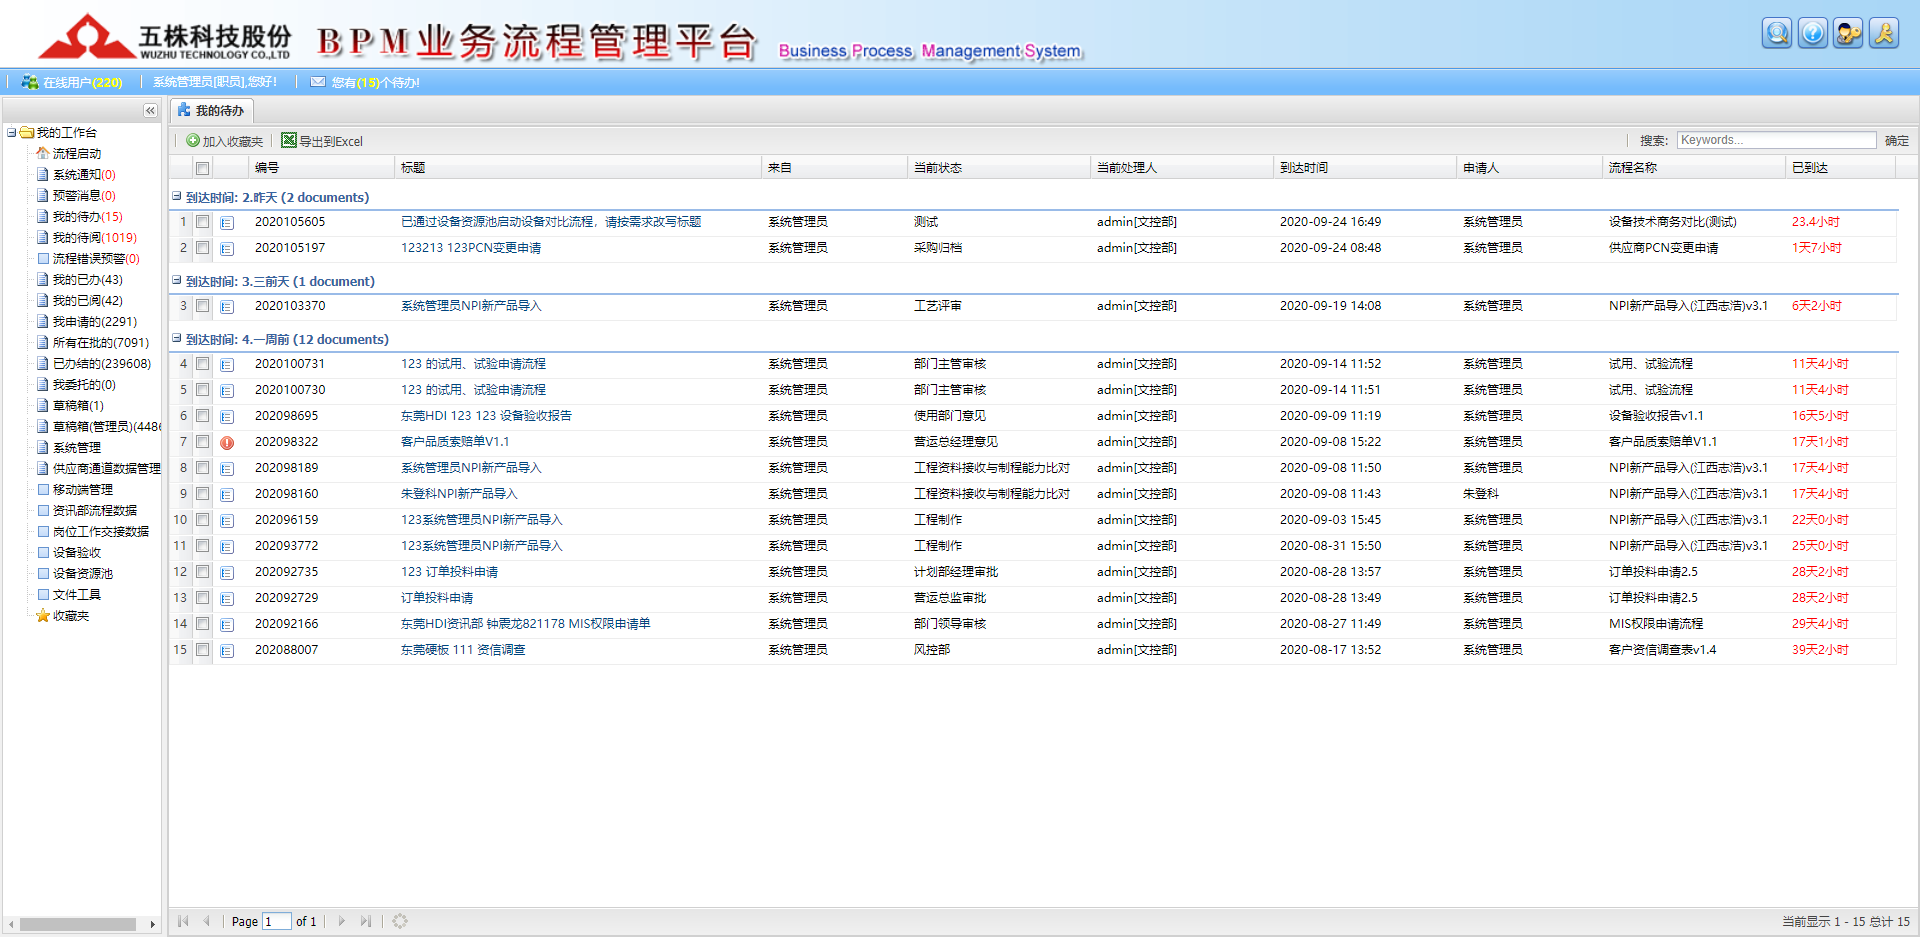 五株科技股份
WUZHU TECHNOLOGY CO.,LTD
BPM业务流程管理平台
Business Process Management System
在线用户(220) 系统管理员[职员],您好! 您有(15)个待办!
我的工作台
流程启动
系统通知(0)
预警消息(0)
我的待办(15)
我的待阅(1019)
流程错误预警(0)
我的已办(43)
我的已阅(42)
我申请的(2291)
所有在批的(7091)
已办结的(239608)
我委托的(0)
草稿箱(1)
草稿箱(管理员)(4486
系统管理
供应商通道数据管理
移动端管理
资讯部流程数据
岗位工作交接数据
设备验收
设备资源池
文件工具
收藏夹
我的待办
加入收藏夹 导出到Excel 搜索: Keywords... 确定
编号 标题 来自 当前状态 当前处理人 到达时间 申请人 流程名称 已到达
到达时间: 2.昨天 (2 documents)
1 2020105605 已通过设备资源池启动设备对比流程，请按需求改写标题 系统管理员 测试 admin[文控部] 2020-09-24 16:49 系统管理员 设备技术商务对比(测试) 23.4小时
2 2020105197 123213 123PCN变更申请 系统管理员 采购归档 admin[文控部] 2020-09-24 08:48 系统管理员 供应商PCN变更申请 1天7小时
到达时间: 3.三前天 (1 document)
3 2020103370 系统管理员NPI新产品导入 系统管理员 工艺评审 admin[文控部] 2020-09-19 14:08 系统管理员 NPI新产品导入(江西志浩)v3.1 6天2小时
到达时间: 4.一周前 (12 documents)
4 2020100731 123 的试用、试验申请流程 系统管理员 部门主管审核 admin[文控部] 2020-09-14 11:52 系统管理员 试用、试验流程 11天4小时
5 2020100730 123 的试用、试验申请流程 系统管理员 部门主管审核 admin[文控部] 2020-09-14 11:51 系统管理员 试用、试验流程 11天4小时
6 202098695 东莞HDI 123 123 设备验收报告 系统管理员 使用部门意见 admin[文控部] 2020-09-09 11:19 系统管理员 设备验收报告v1.1 16天5小时
7 202098322 客户品质索赔单V1.1 系统管理员 营运总经理意见 admin[文控部] 2020-09-08 15:22 系统管理员 客户品质索赔单V1.1 17天1小时
8 202098189 系统管理员NPI新产品导入 系统管理员 工程资料接收与制程能力比对 admin[文控部] 2020-09-08 11:50 系统管理员 NPI新产品导入(江西志浩)v3.1 17天4小时
9 202098160 朱登科NPI新产品导入 系统管理员 工程资料接收与制程能力比对 admin[文控部] 2020-09-08 11:43 朱登科 NPI新产品导入(江西志浩)v3.1 17天4小时
10 202096159 123系统管理员NPI新产品导入 系统管理员 工程制作 admin[文控部] 2020-09-03 15:45 系统管理员 NPI新产品导入(江西志浩)v3.1 22天0小时
11 202093772 123系统管理员NPI新产品导入 系统管理员 工程制作 admin[文控部] 2020-08-31 15:50 系统管理员 NPI新产品导入(江西志浩)v3.1 25天0小时
12 202092735 123 订单投料申请 系统管理员 计划部经理审批 admin[文控部] 2020-08-28 13:57 系统管理员 订单投料申请2.5 28天2小时
13 202092729 订单投料申请 系统管理员 营运总监审批 admin[文控部] 2020-08-28 13:49 系统管理员 订单投料申请2.5 28天2小时
14 202092166 东莞HDI资讯部 钟震龙821178 MIS权限申请单 系统管理员 部门领导审核 admin[文控部] 2020-08-27 11:49 系统管理员 MIS权限申请流程 29天4小时
15 202088007 东莞硬板 111 资信调查 系统管理员 风控部 admin[文控部] 2020-08-17 13:52 系统管理员 客户资信调查表v1.4 39天2小时
Page 1 of 1 当前显示 1 - 15 总计 15